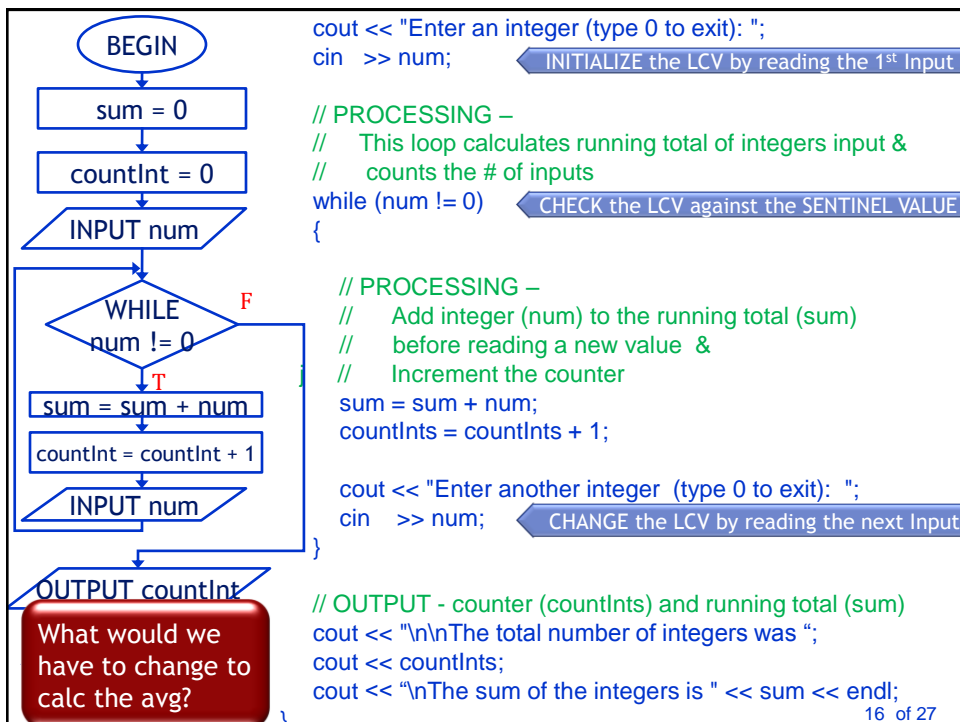 BEGIN
sum = 0
countInt = 0
INPUT num
WHILE
num != 0
F
T
sum = sum + num
countInt = countInt + 1
INPUT num
OUTPUT countInt
What would we
have to change to
calc the avg?
cout << "Enter an integer (type 0 to exit): ";
cin >> num;
INITIALIZE the LCV by reading the 1st Input
// PROCESSING –
// This loop calculates running total of integers input &
// counts the # of inputs
while (num != 0)
CHECK the LCV against the SENTINEL VALUE
{
// PROCESSING –
// Add integer (num) to the running total (sum)
// before reading a new value &
j // Increment the counter
sum = sum + num;
countInts = countInts + 1;
cout << "Enter another integer (type 0 to exit): ";
cin >> num;
CHANGE the LCV by reading the next Input
}
// OUTPUT - counter (countInts) and running total (sum)
cout << "\n\nThe total number of integers was “;
cout << countInts;
cout << “\nThe sum of the integers is " << sum << endl;
}
16 of 27